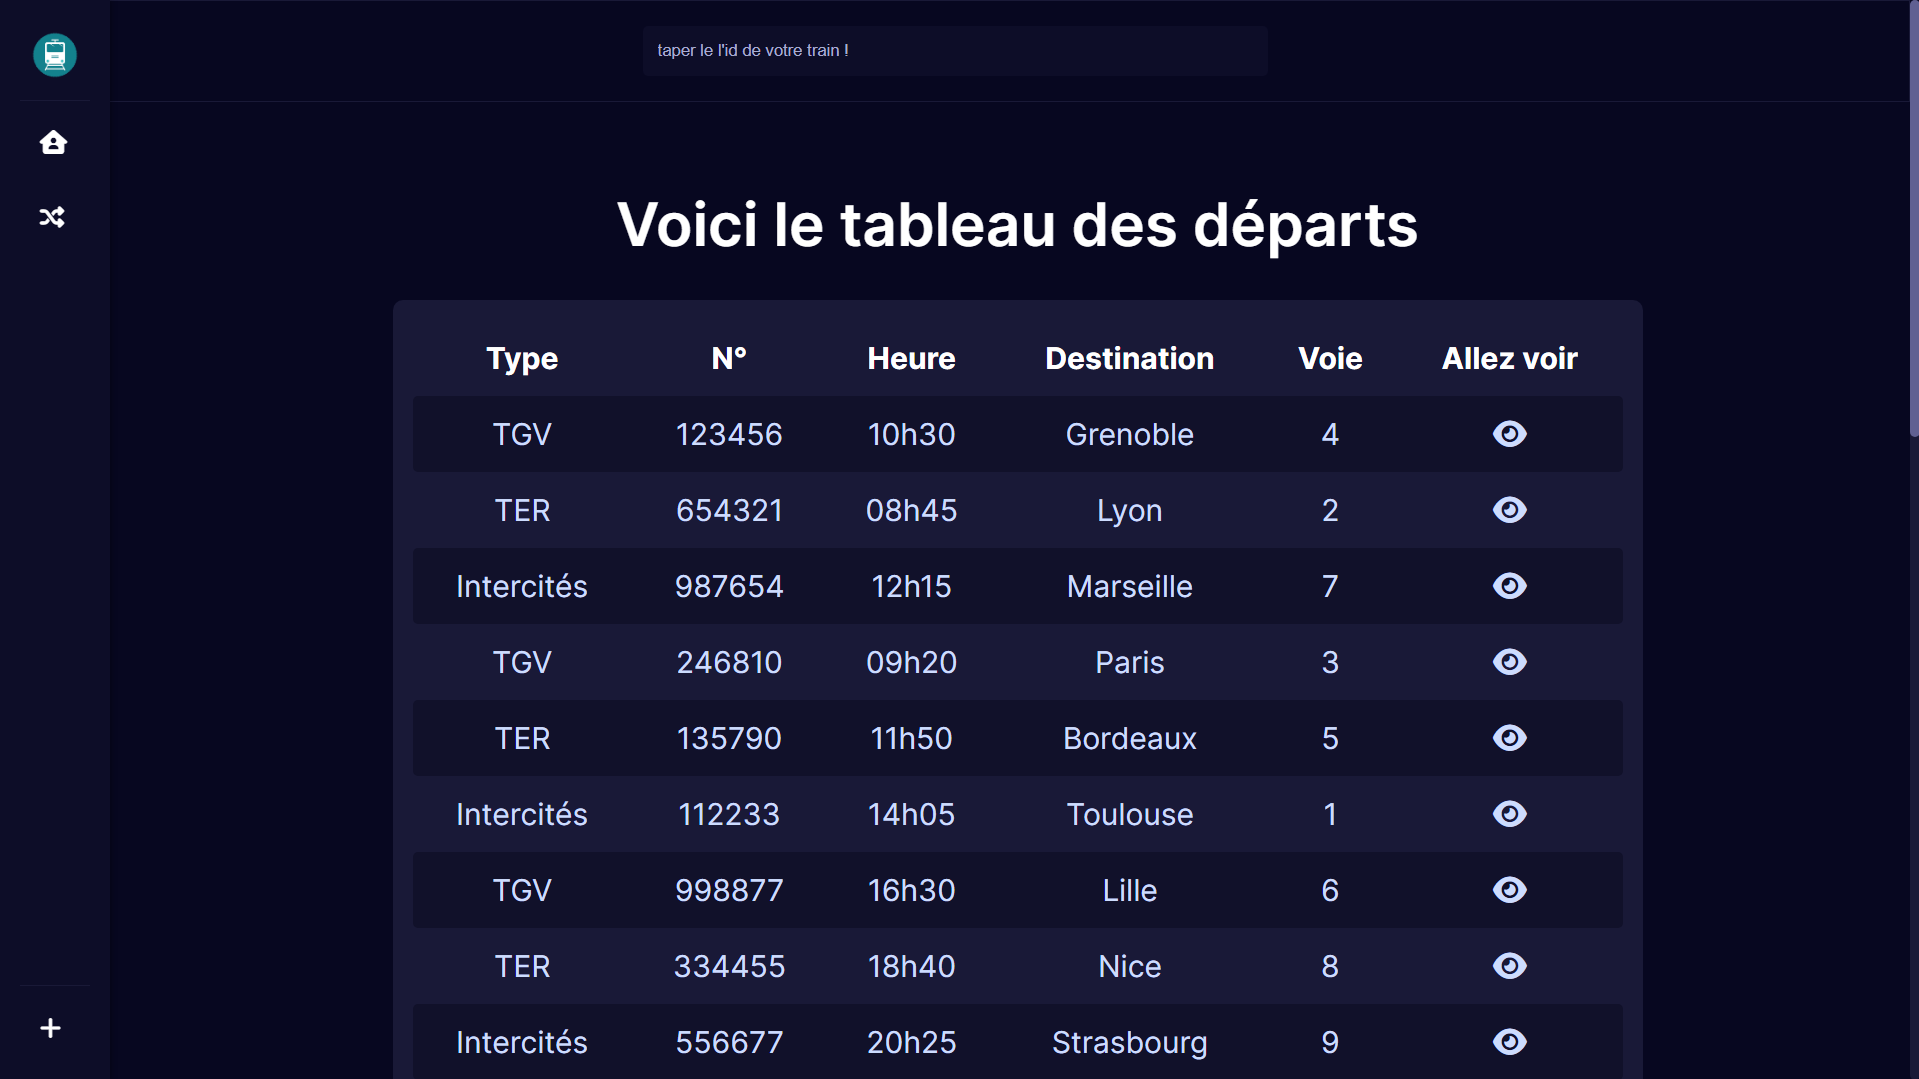 taper le l'id de votre train !
Voici le tableau des départs
Type N° Heure Destination Voie Allez voir
TGV 123456 10h30 Grenoble 4
TER 654321 08h45 Lyon 2
Intercités 987654 12h15 Marseille 7
TGV 246810 09h20 Paris 3
TER 135790 11h50 Bordeaux 5
Intercités 112233 14h05 Toulouse 1
TGV 998877 16h30 Lille 6
TER 334455 18h40 Nice 8
Intercités 556677 20h25 Strasbourg 9